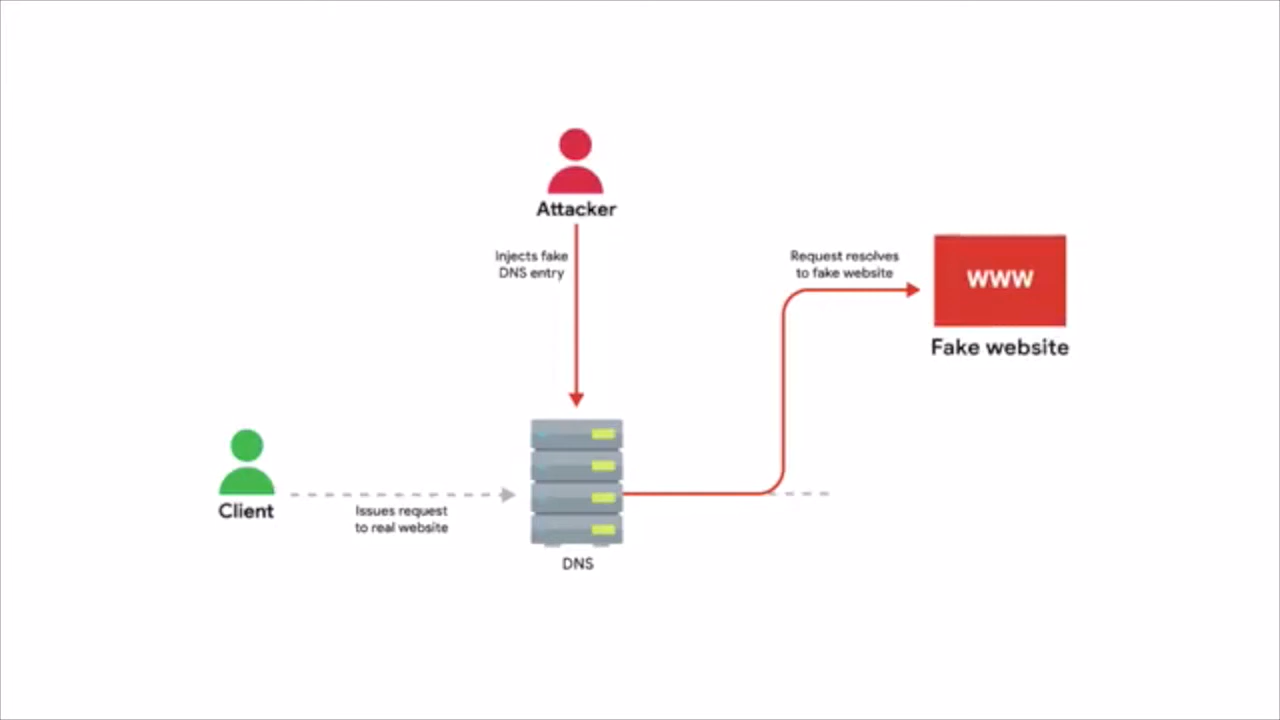 Attacker
Injects fake
DNS entry
Request resolves
to fake website
WWW
Fake website
Client
Issues request
to real website
DNS